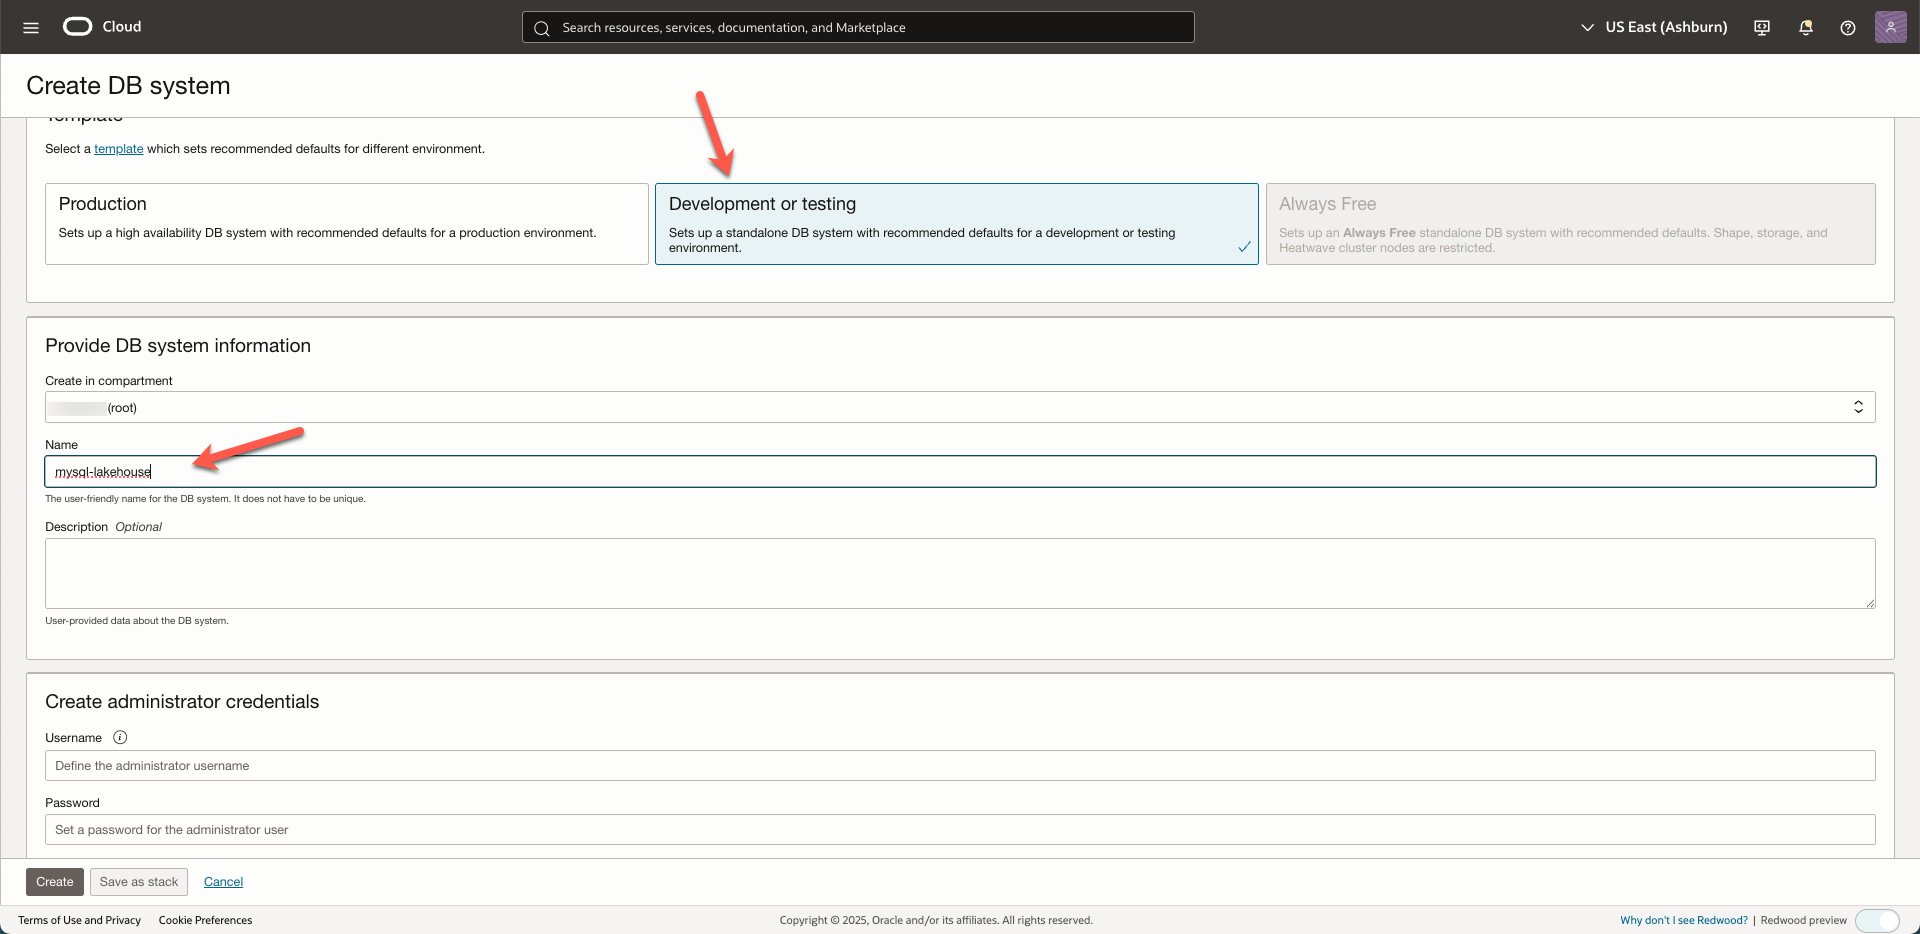 Cloud
Search resources, services, documentation, and Marketplace
US East (Ashburn)
Create DB system
Template
Select a template which sets recommended defaults for different environment.
Production
Sets up a high availability DB system with recommended defaults for a production environment.
Development or testing
Sets up a standalone DB system with recommended defaults for a development or testing
environment.
Always Free
Sets up an Always Free standalone DB system with recommended defaults. Shape, storage, and
Heatwave cluster nodes are restricted.
Provide DB system information
Create in compartment
(root)
Name
mysql-lakehouse
The user-friendly name for the DB system. It does not have to be unique.
Description Optional
User-provided data about the DB system.
Create administrator credentials
Username
Define the administrator username
Password
Set a password for the administrator user
Create
Save as stack
Cancel
Terms of Use and Privacy
Cookie Preferences
Copyright © 2025, Oracle and/or its affiliates. All rights reserved.
Why don't I see Redwood? | Redwood preview